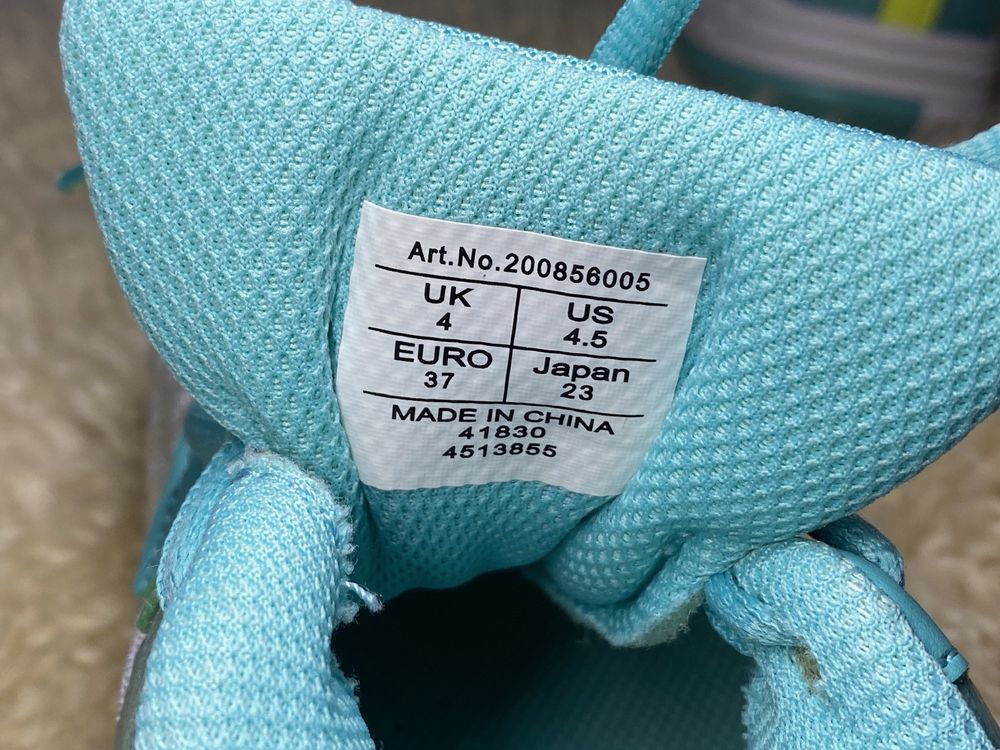 Art.No.200856005
UK US
4 4.5
EURO Japan
37 23
MADE IN CHINA
41830
4513855